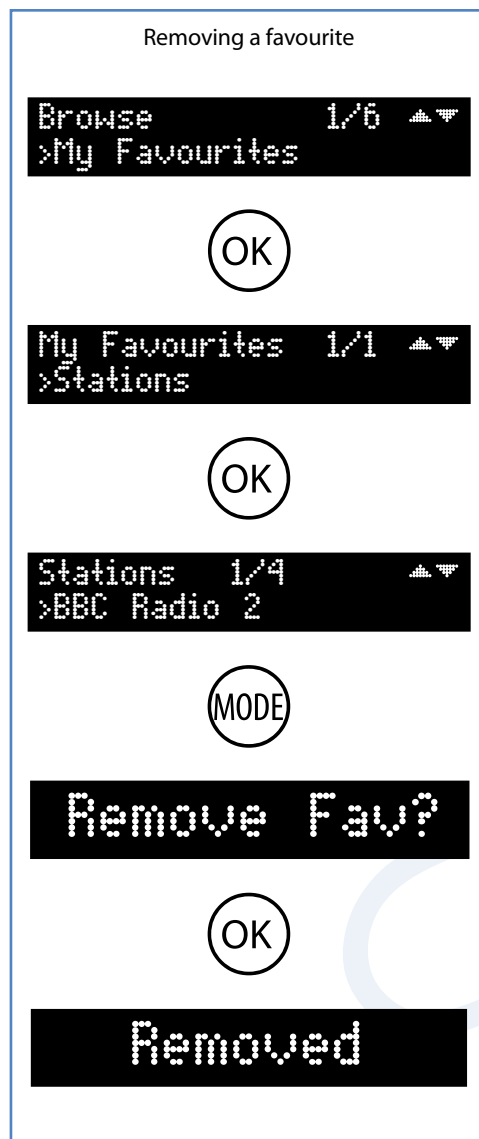 Removing a favourite
Browse 1/6
>My Favourites
OK
My Favourites 1/1
>Stations
OK
Stations 1/4
>BBC Radio 2
MODE
Remove Fav?
OK
Removed